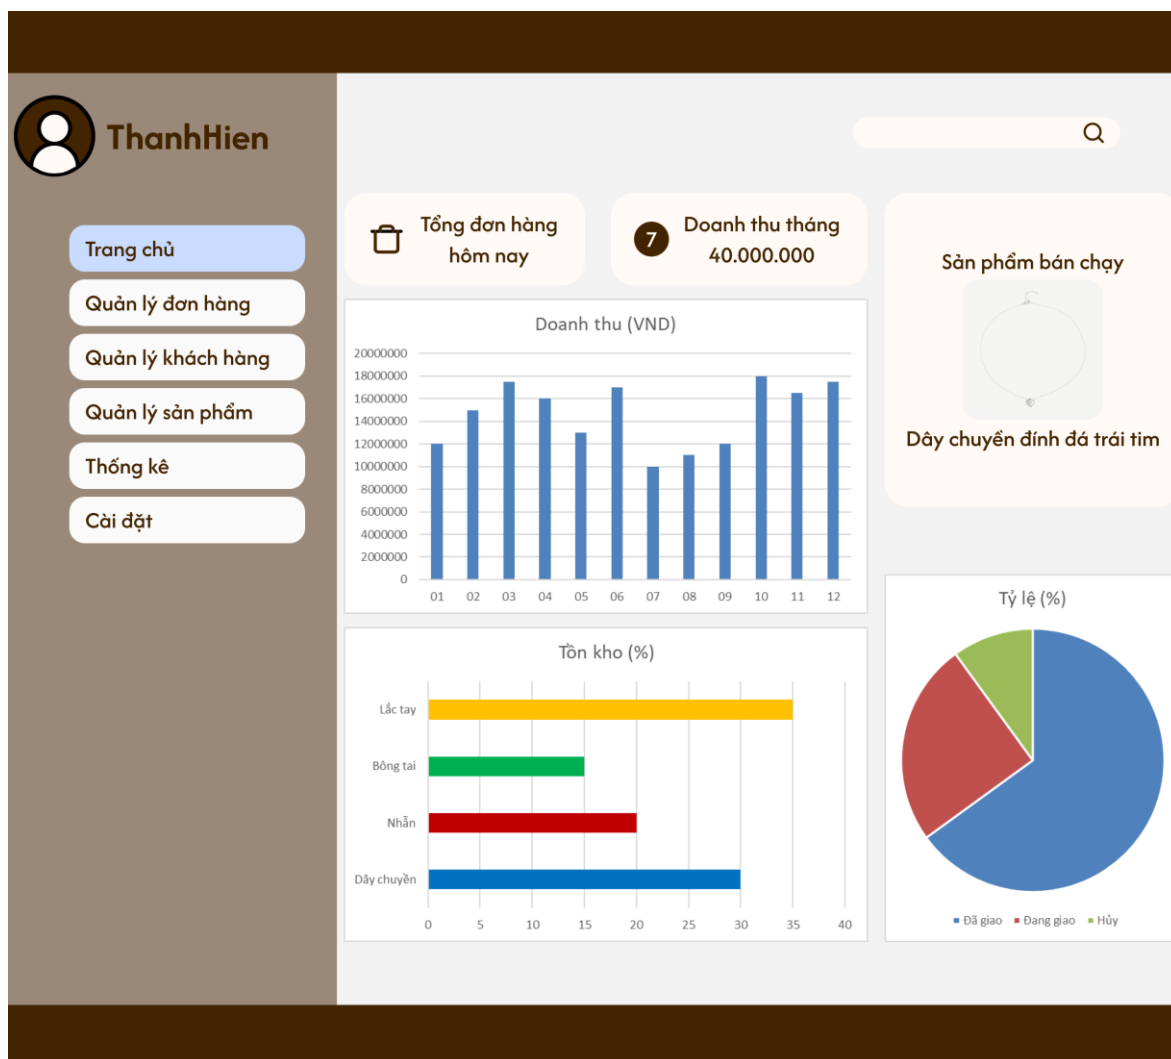 ThanhHien
Trang chủ
Quản lý đơn hàng
Quản lý khách hàng
Quản lý sản phẩm
Thống kê
Cài đặt
Tổng đơn hàng
hôm nay
7
Doanh thu tháng
40.000.000
Sản phẩm bán chạy
Dây chuyền đính đá trái tim
Doanh thu (VND)
20000000
18000000
16000000
14000000
12000000
10000000
8000000
6000000
4000000
2000000
0
01 02 03 04 05 06 07 08 09 10 11 12
Tồn kho (%)
Lắc tay
Bông tai
Nhẫn
Dây chuyền
0 5 10 15 20 25 30 35 40
Tỷ lệ (%)
Đã giao Đang giao Hủy